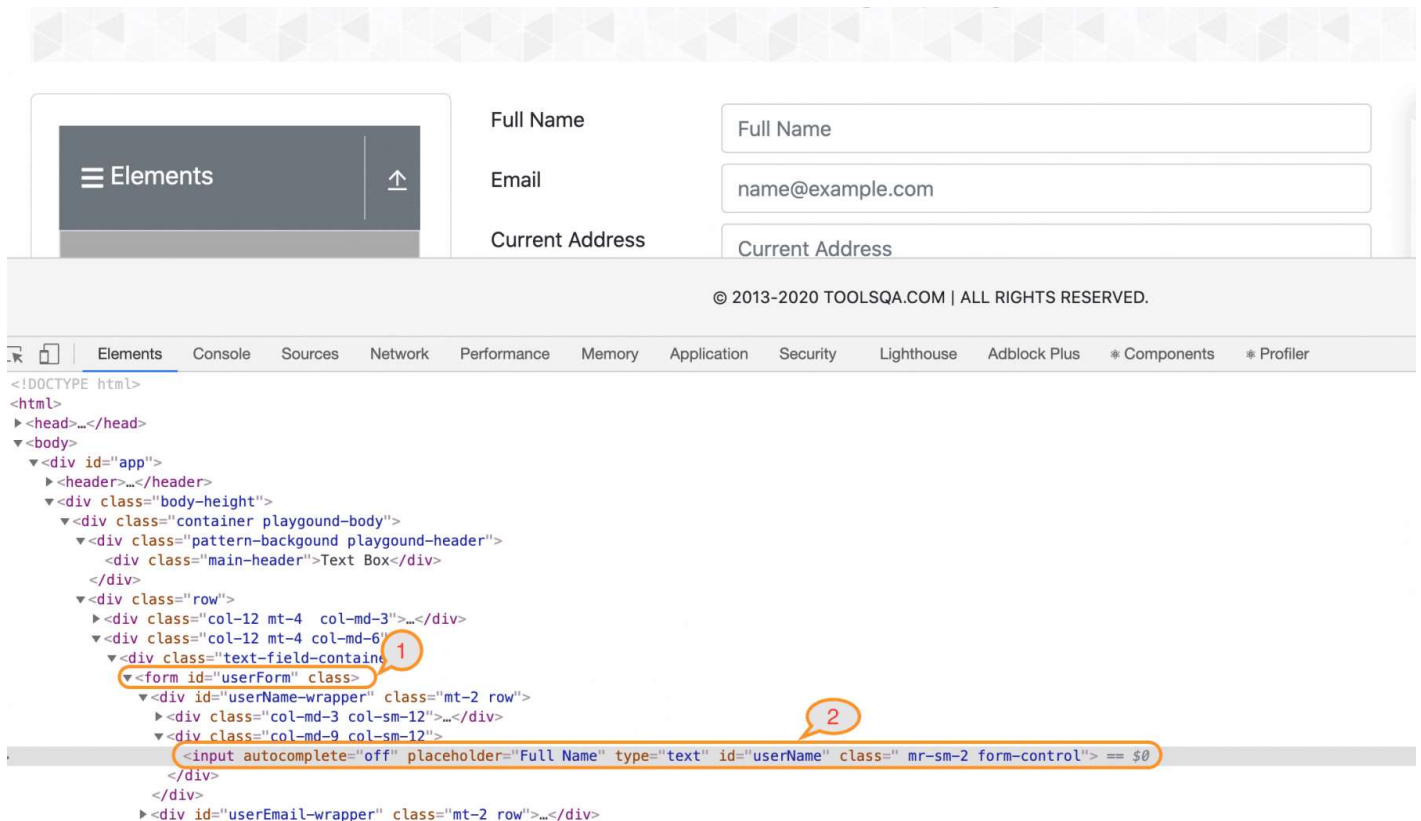 Full Name
Full Name
Elements
Email
name@example.com
Current Address
Current Address
© 2013-2020 TOOLSQA.COM | ALL RIGHTS RESERVED.
Elements Console Sources Network Performance Memory Application Security Lighthouse Adblock Plus ⚛ Components ⚛ Profiler
<!DOCTYPE html>
<html>
▶<head>…</head>
▼<body>
▼<div id="app">
▶<header>…</header>
▼<div class="body-height">
▼<div class="container playgound-body">
▼<div class="pattern-backgound playgound-header">
<div class="main-header">Text Box</div>
</div>
▼<div class="row">
▶<div class="col-12 mt-4  col-md-3">…</div>
▼<div class="col-12 mt-4 col-md-6"
1
▼<div class="text-field-containe
▼<form id="userForm" class>
▼<div id="userName-wrapper" class="mt-2 row">
▶<div class="col-md-3 col-sm-12">…</div>
2
▼<div class="col-md-9 col-sm-12">
<input autocomplete="off" placeholder="Full Name" type="text" id="userName" class=" mr-sm-2 form-control"> == $0
</div>
</div>
▶<div id="userEmail-wrapper" class="mt-2 row">…</div>